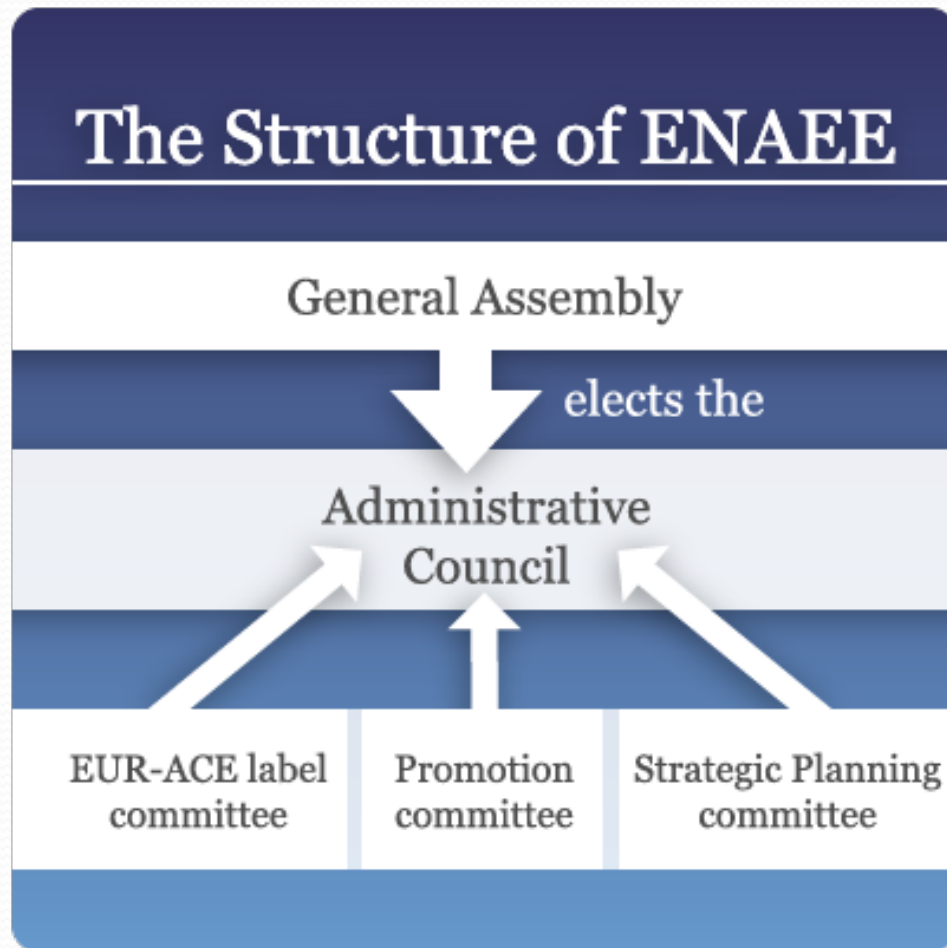 The Structure of ENAEE
General Assembly
elects the
Administrative
Council
EUR-ACE label
committee
Promotion
committee
Strategic Planning
committee